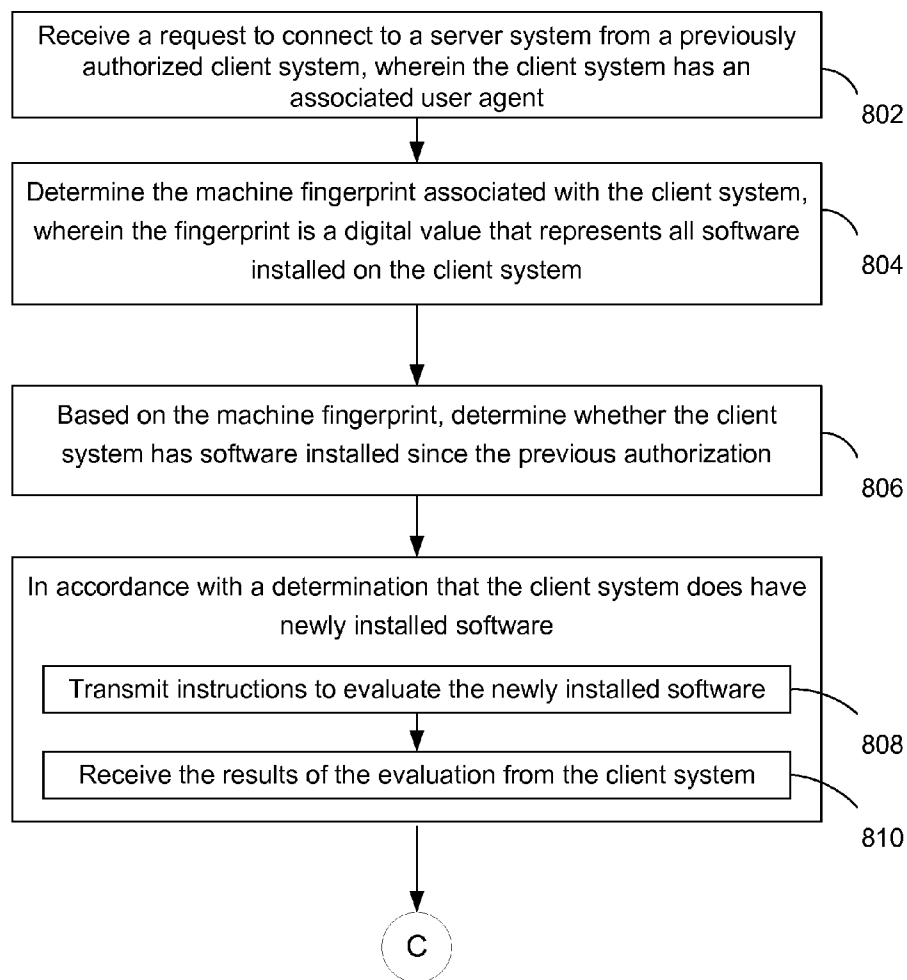 Receive a request to connect to a server system from a previously
authorized client system, wherein the client system has an
associated user agent
802
Determine the machine fingerprint associated with the client system,
wherein the fingerprint is a digital value that represents all software
installed on the client system
804
Based on the machine fingerprint, determine whether the client
system has software installed since the previous authorization
806
In accordance with a determination that the client system does have
newly installed software
Transmit instructions to evaluate the newly installed software
808
Receive the results of the evaluation from the client system
810
C